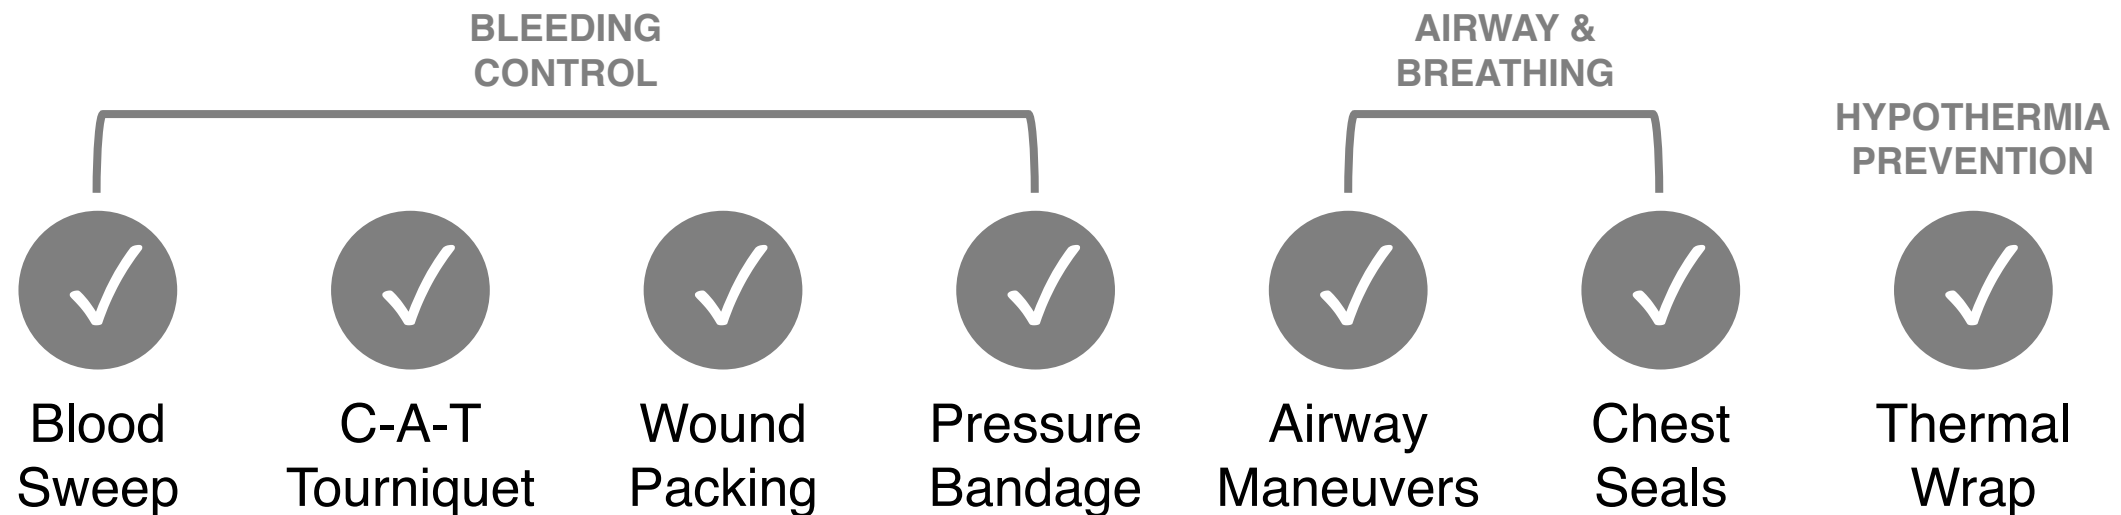 BLEEDING
CONTROL
AIRWAY &
BREATHING
HYPOTHERMIA
PREVENTION
Blood
Sweep
C-A-T
Tourniquet
Wound
Packing
Pressure
Bandage
Airway
Maneuvers
Chest
Seals
Thermal
Wrap